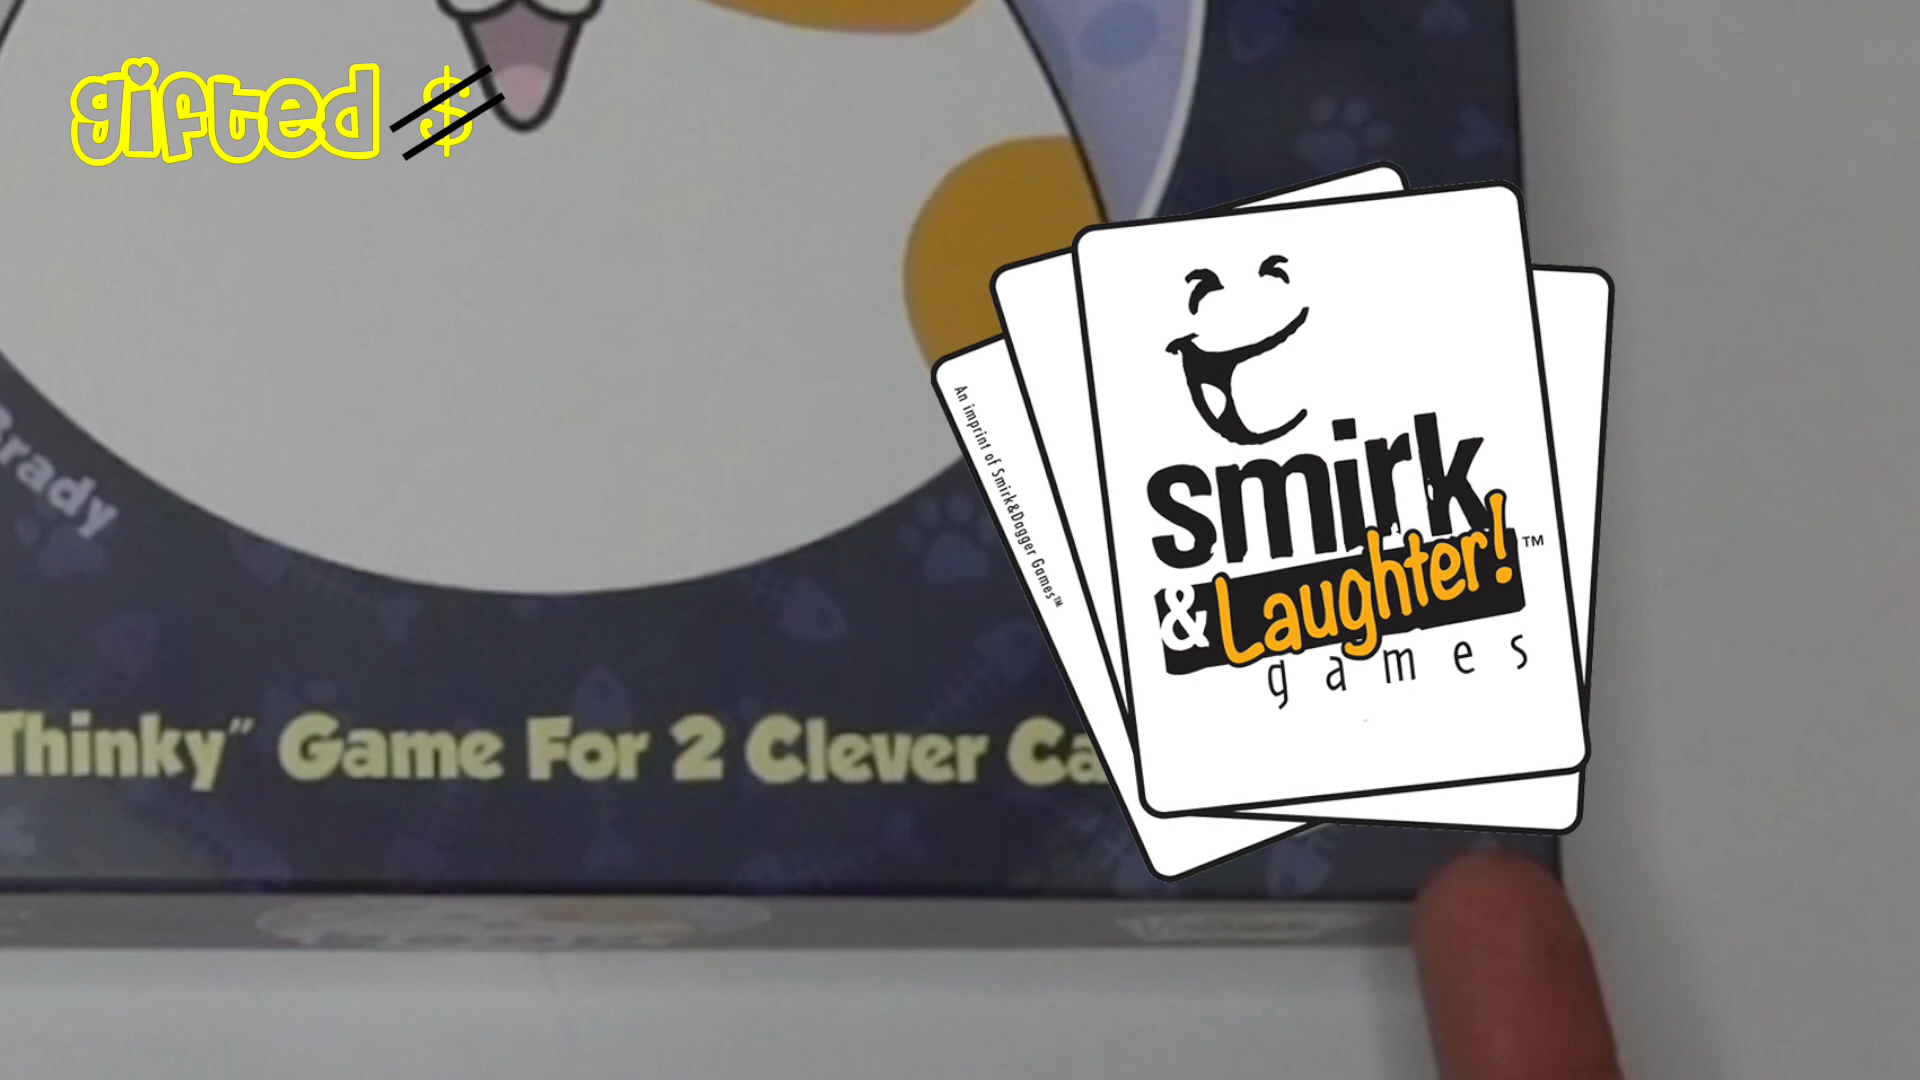 gifted $
Brady
Thinky” Game For 2 Clever Ca
An imprint of Smirk&Dagger Games™
smirk
& Laughter! ™
games